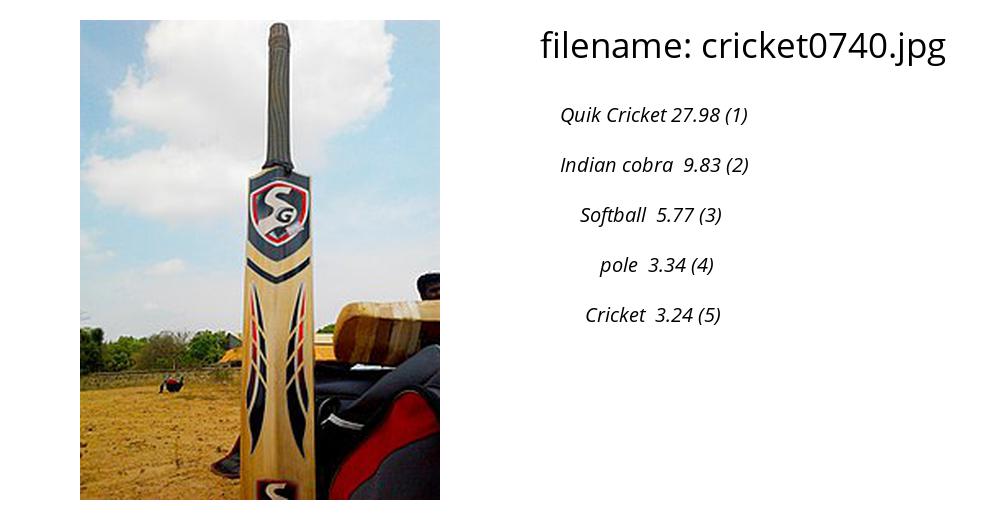 filename: cricket0740.jpg
Quik Cricket 27.98 (1)
Indian cobra 9.83 (2)
Softball 5.77 (3)
pole 3.34 (4)
Cricket 3.24 (5)
SG
S